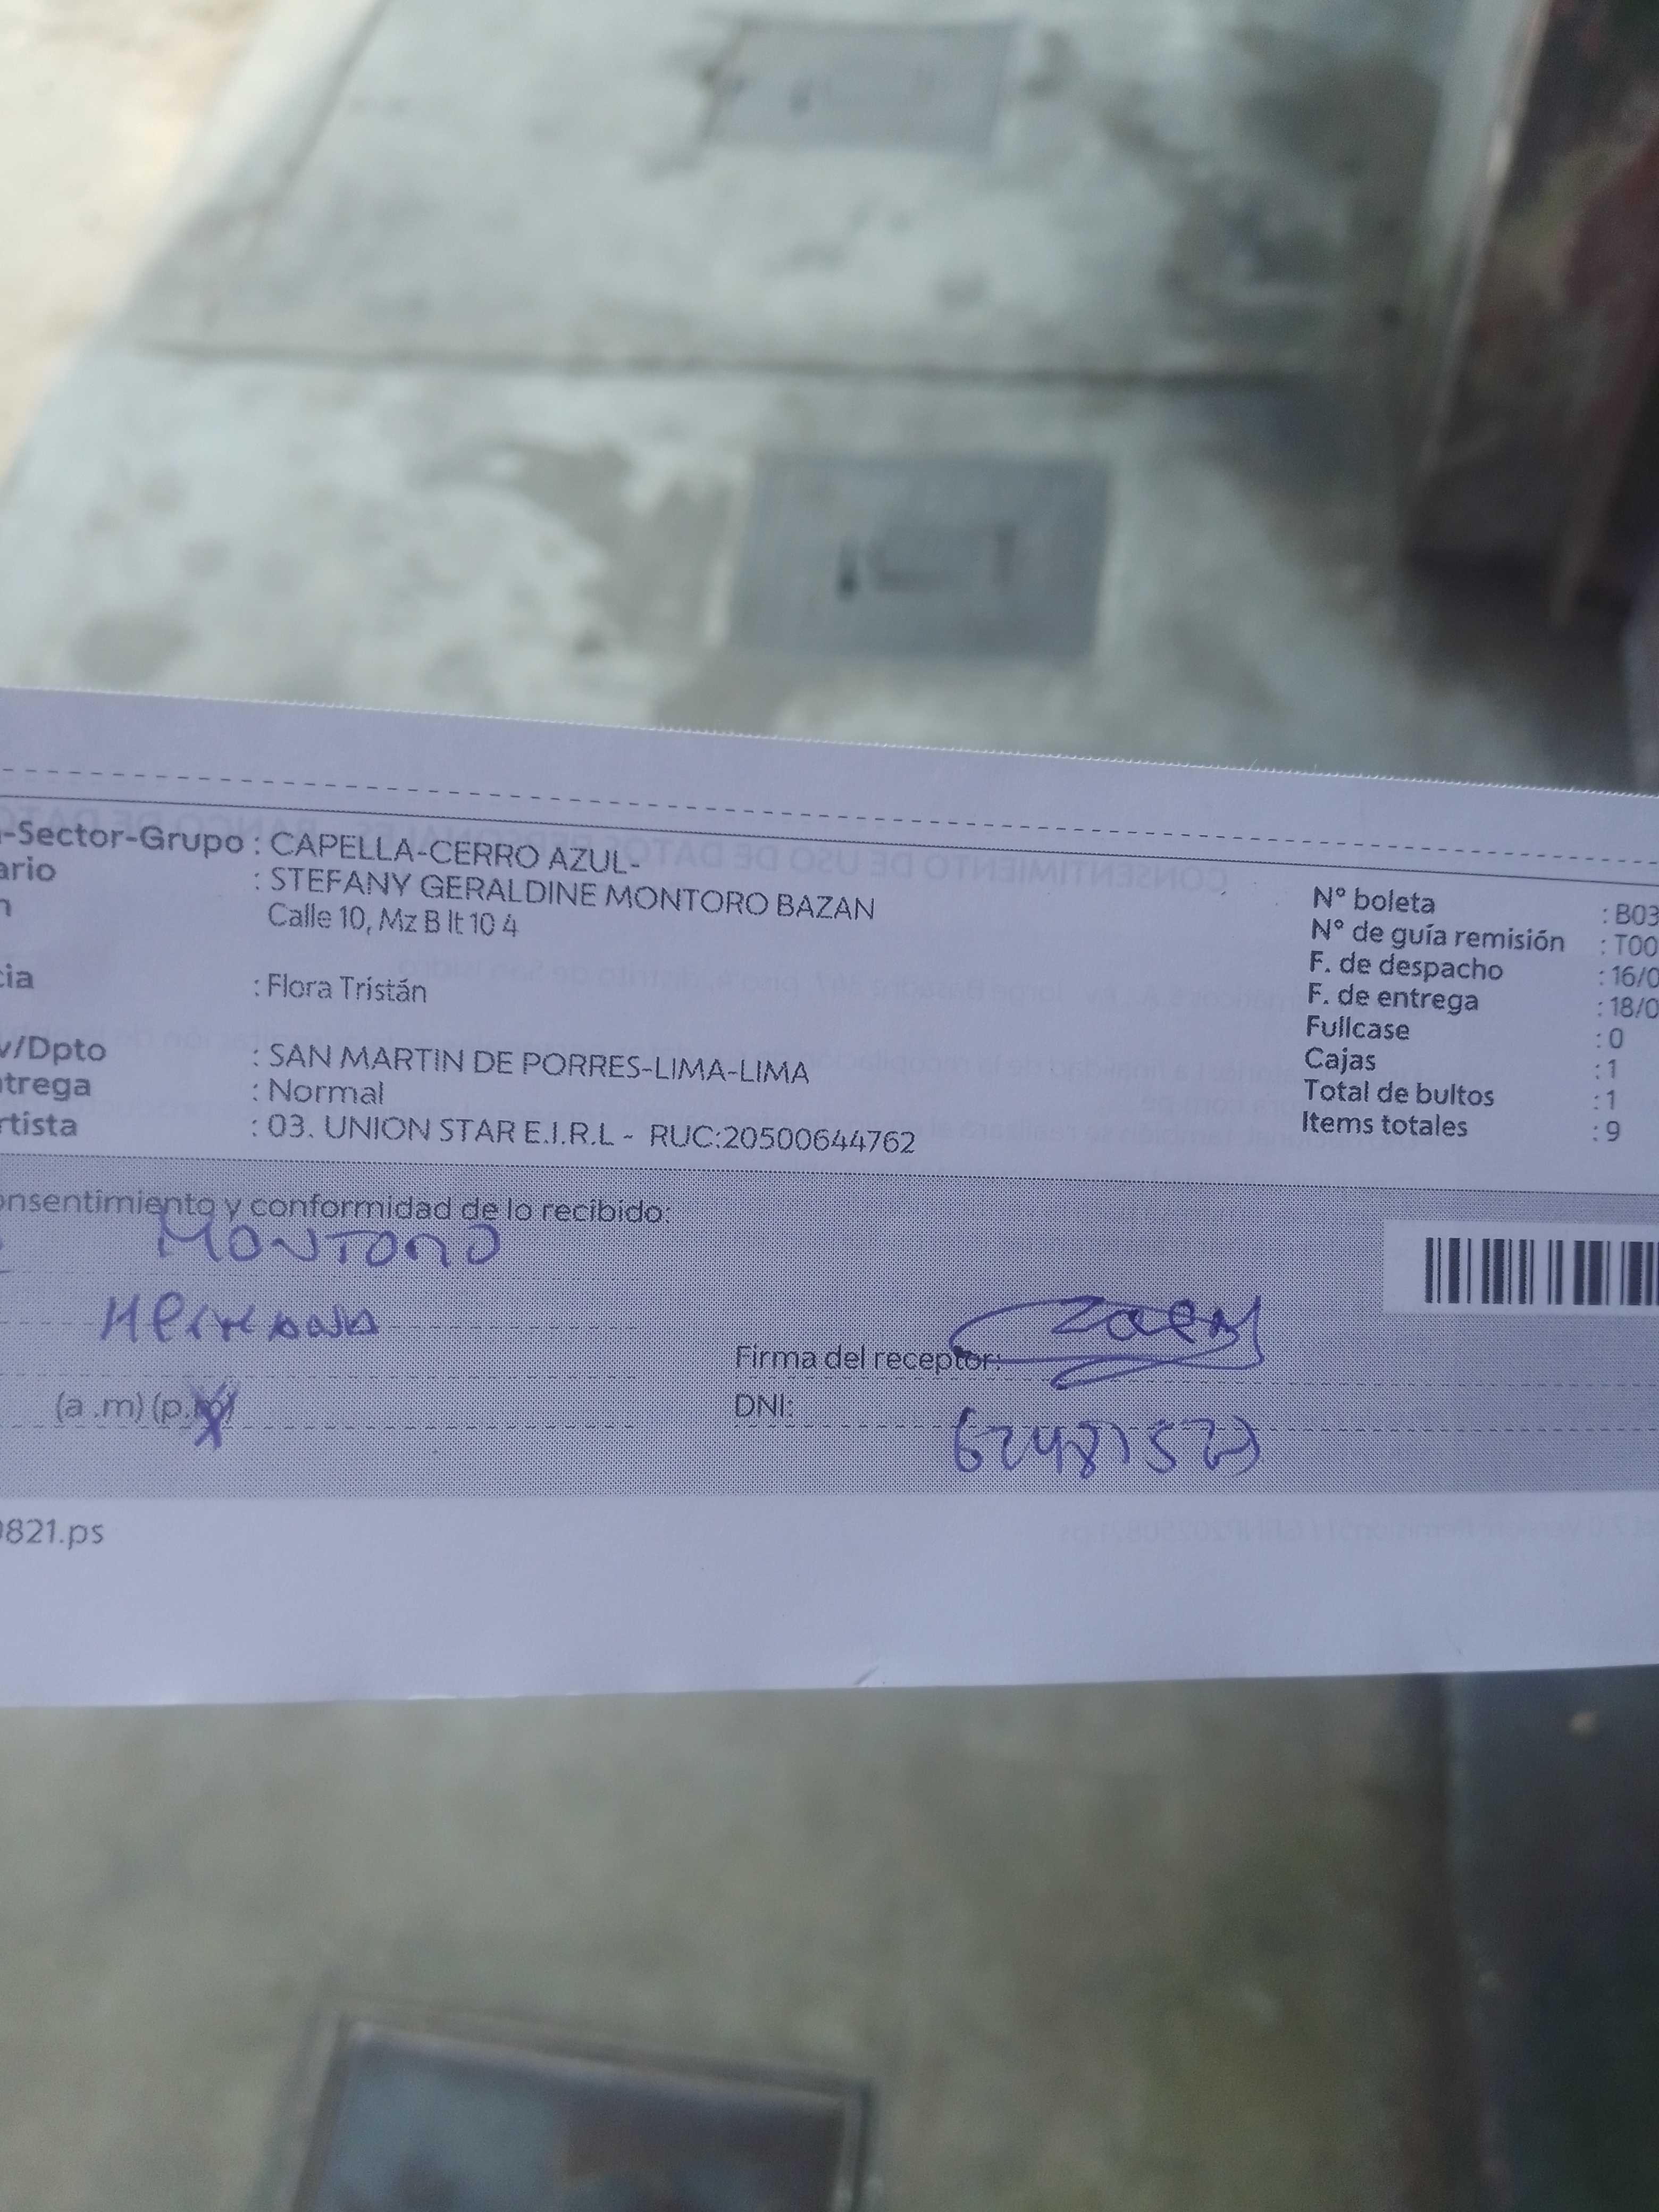 -Sector-Grupo : CAPELLA-CERRO AZUL-
ario : STEFANY GERALDINE MONTORO BAZAN
Calle 10, Mz B lt 10 4
cia : Flora Tristán
v/Dpto : SAN MARTIN DE PORRES-LIMA-LIMA
trega : Normal
rtista : 03. UNION STAR E.I.R.L - RUC:20500644762
Nº boleta : B03
Nº de guía remisión : T00
F. de despacho : 16/0
F. de entrega : 18/0
Fullcase : 0
Cajas : 1
Total de bultos : 1
Items totales : 9
onsentimiento y conformidad de lo recibido:
MONTORO
Firma del receptor:
(a .m) (p.m)
DNI:
0821.ps